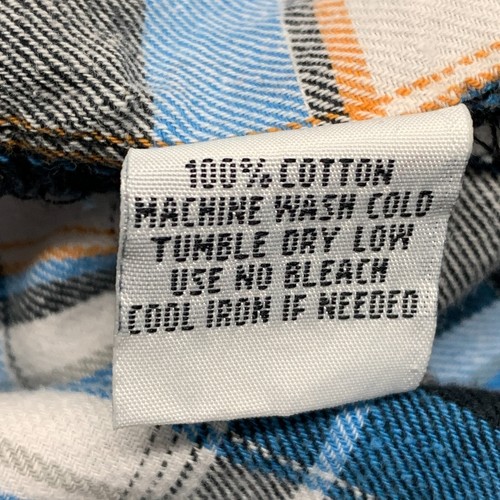 100% COTTON
MACHINE WASH COLD
TUMBLE DRY LOW
USE NO BLEACH
COOL IRON IF NEEDED